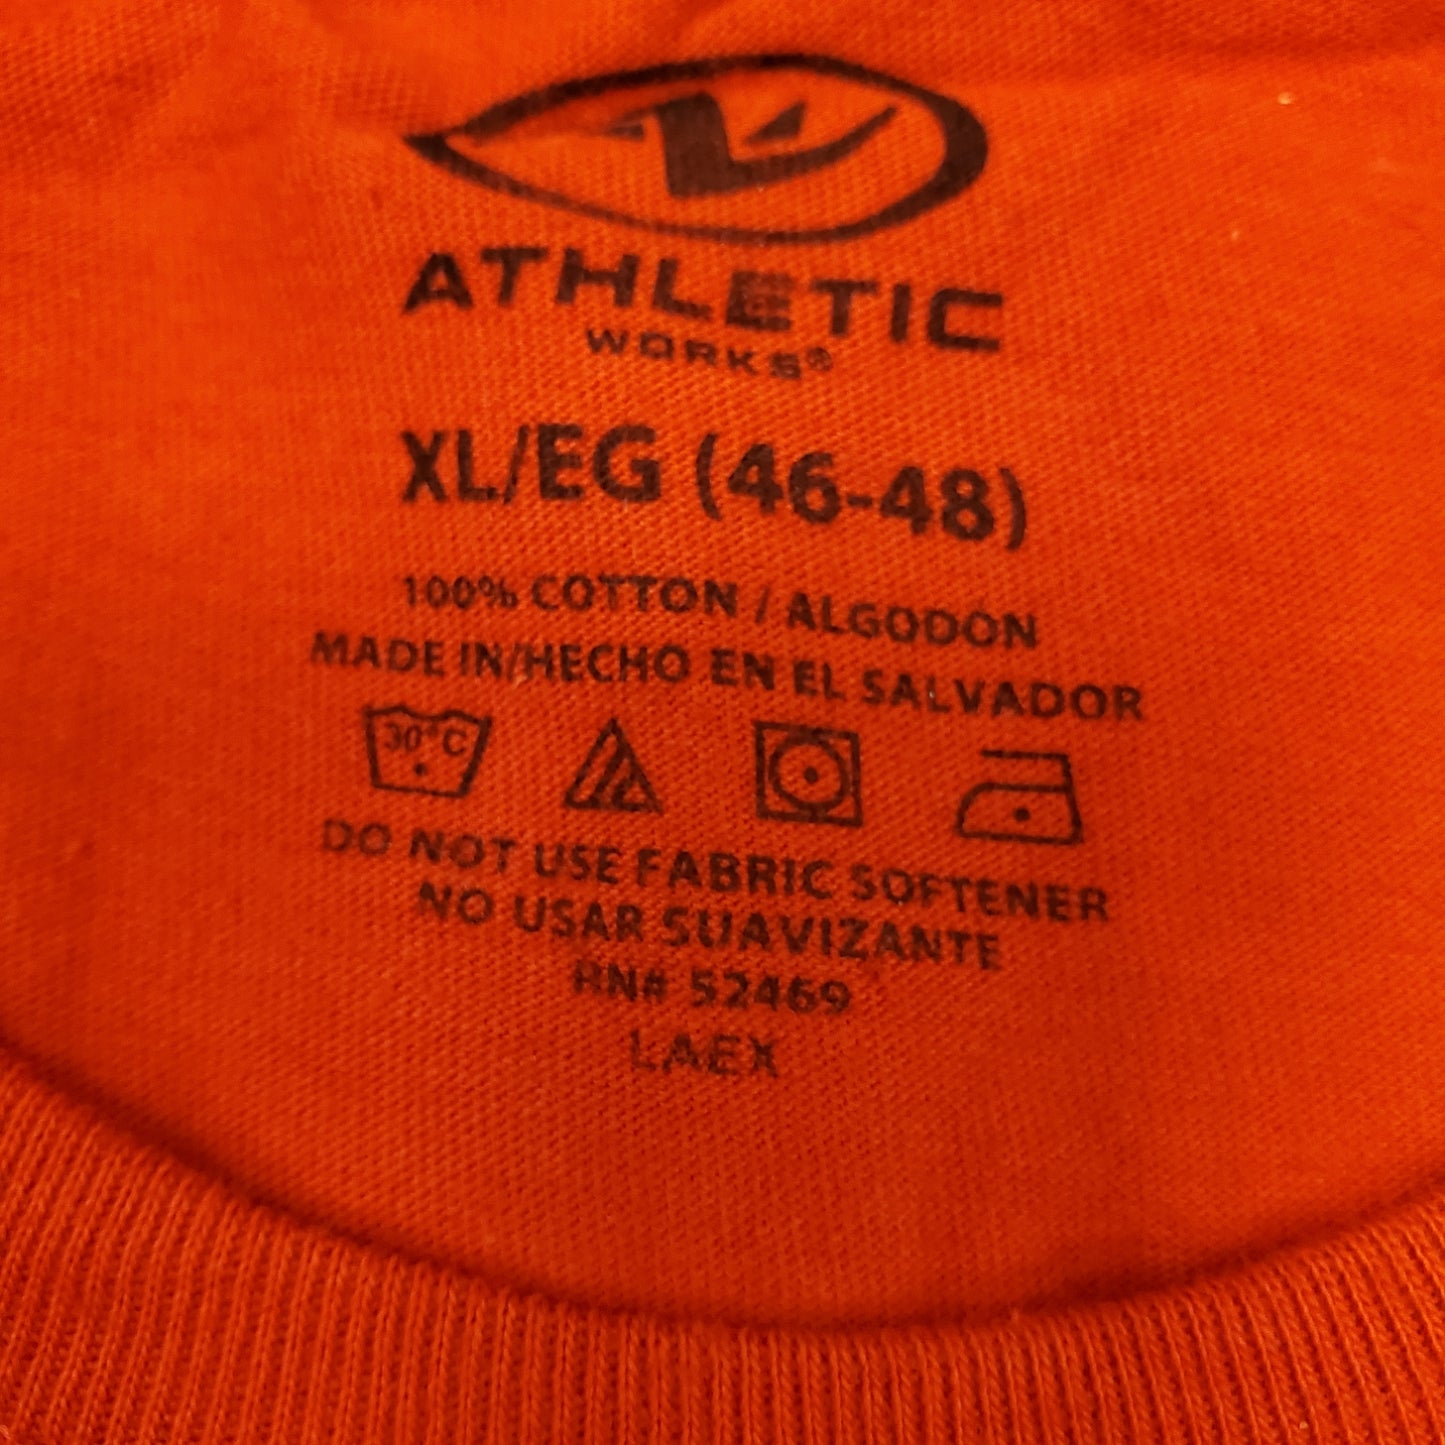 ATHLETIC
WORKS®
XL/EG (46-48)
100% COTTON / ALGODON
MADE IN/HECHO EN EL SALVADOR
30°C
DO NOT USE FABRIC SOFTENER
NO USAR SUAVIZANTE
RN# 52469
LAEX